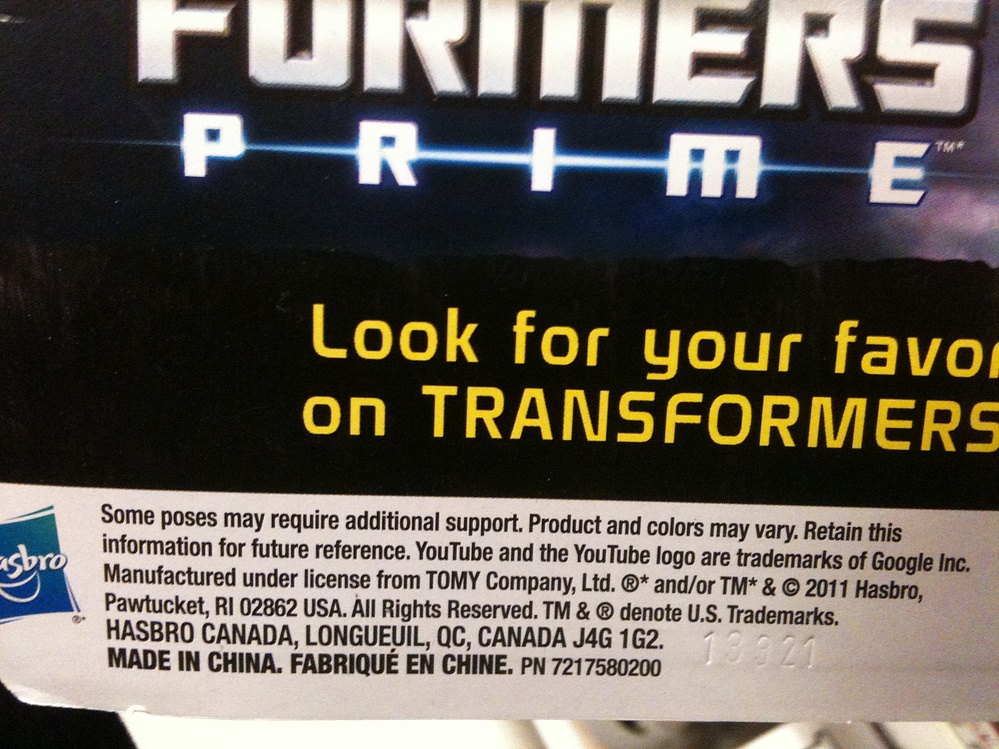 FORMERS
PRIME™*
Look for your favor
on TRANSFORMERS
asbro
®*
Some poses may require additional support. Product and colors may vary. Retain this
information for future reference. YouTube and the YouTube logo are trademarks of Google Inc.
Manufactured under license from TOMY Company, Ltd. ®* and/or TM* & © 2011 Hasbro,
Pawtucket, RI 02862 USA. All Rights Reserved. TM & ® denote U.S. Trademarks.
HASBRO CANADA, LONGUEUIL, QC, CANADA J4G 1G2.
MADE IN CHINA. FABRIQUÉ EN CHINE. PN 7217580200
13321